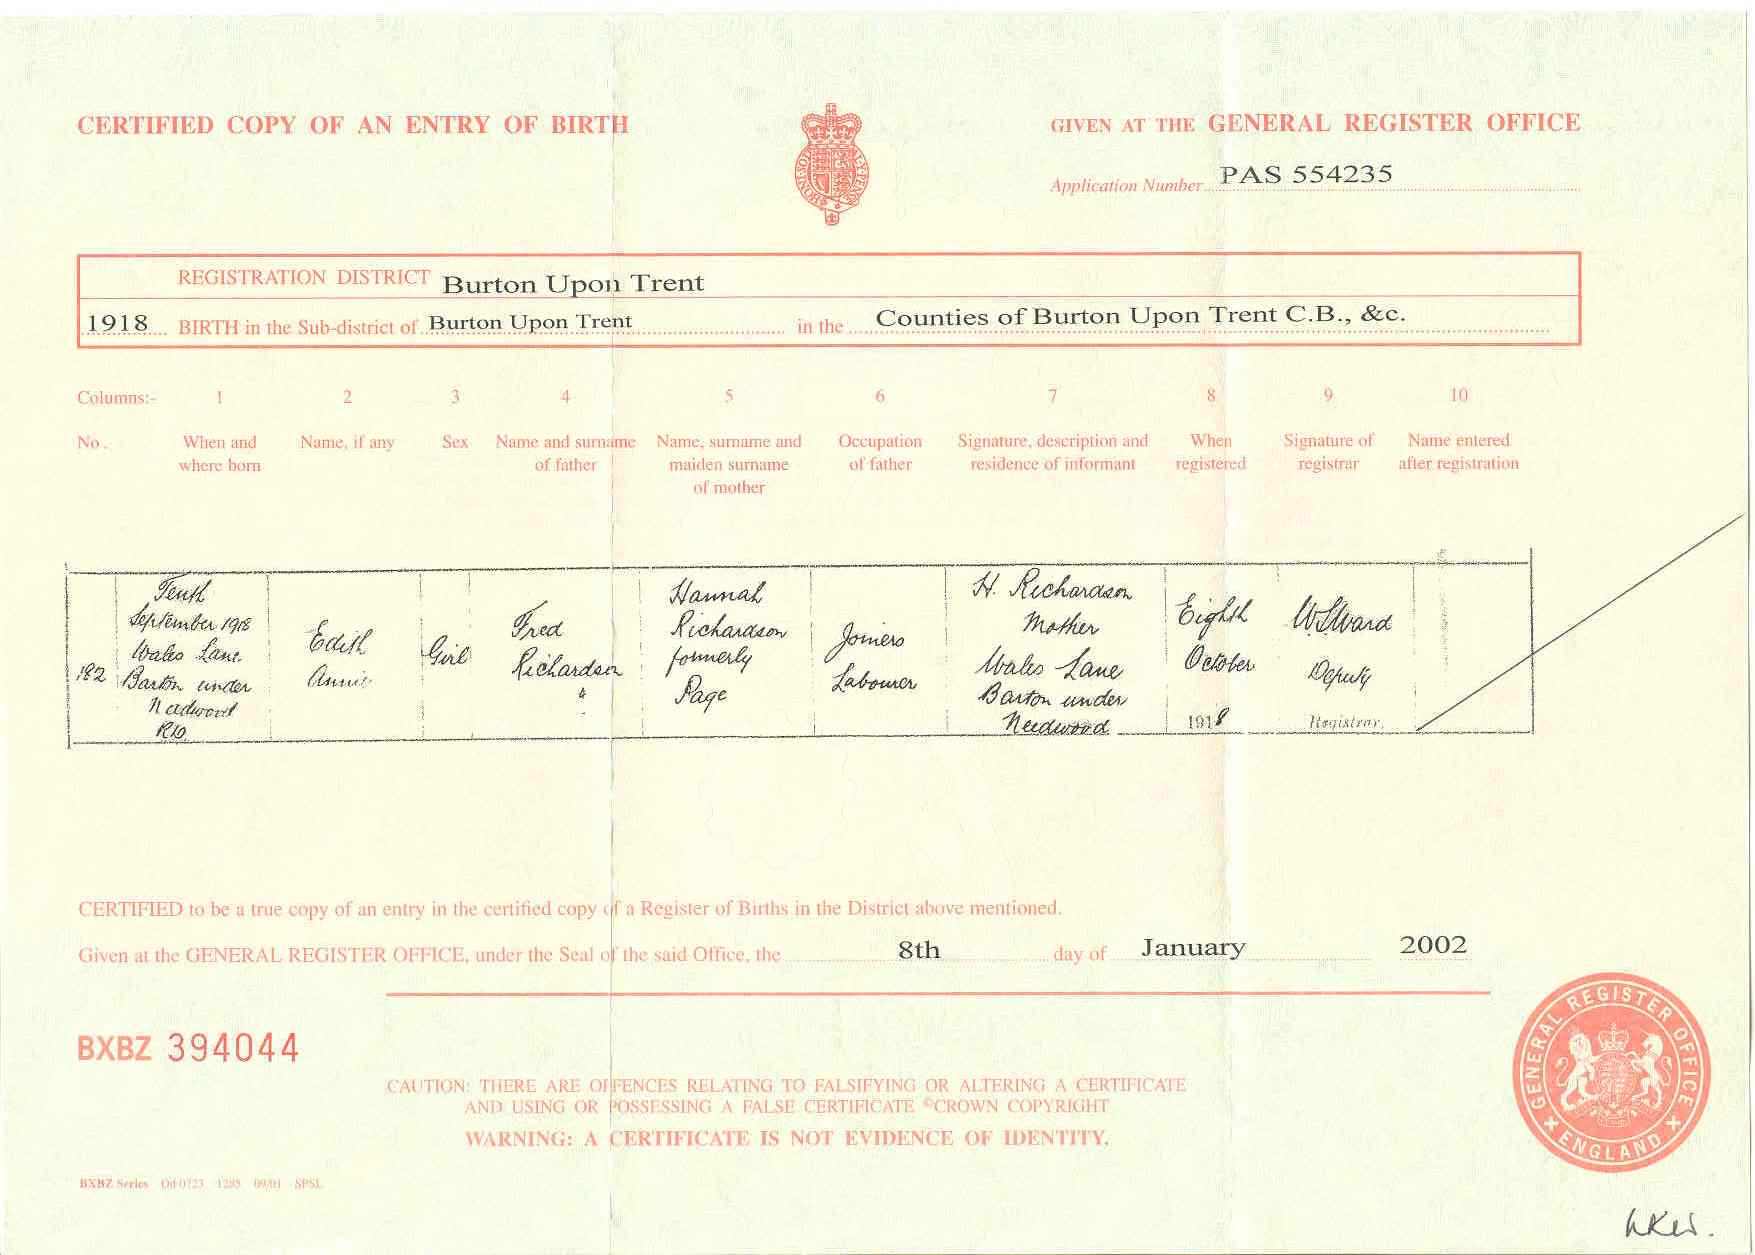 CERTIFIED COPY OF AN ENTRY OF BIRTH
GIVEN AT THE GENERAL REGISTER OFFICE
Application Number PAS 554235
REGISTRATION DISTRICT Burton Upon Trent
1918 BIRTH in the Sub-district of Burton Upon Trent in the Counties of Burton Upon Trent C.B., &c.
Columns:- 1 2 3 4 5 6 7 8 9 10
No. When and where born
Name, if any
Sex
Name and surname of father
Name, surname and maiden surname of mother
Occupation of father
Signature, description and residence of informant
When registered
Signature of registrar
Name entered after registration
182
Tenth
September 1918
Wales Lane
Barton under
Needwood
R.D.
Edith
Annie
Girl
Fred
Richardson
Hannah
Richardson
formerly
Page
Joiners
Labourer
H. Richardson
Mother
Wales Lane
Barton under
Needwood
Eighth
October
1918
W S Ward
Deputy
Registrar.
CERTIFIED to be a true copy of an entry in the certified copy of a Register of Births in the District above mentioned.
Given at the GENERAL REGISTER OFFICE, under the Seal of the said Office, the 8th day of January 2002
BXBZ 394044
CAUTION: THERE ARE OFFENCES RELATING TO FALSIFYING OR ALTERING A CERTIFICATE
AND USING OR POSSESSING A FALSE CERTIFICATE ©CROWN COPYRIGHT
WARNING: A CERTIFICATE IS NOT EVIDENCE OF IDENTITY.
GENERAL REGISTER OFFICE
ENGLAND
BXBZ Series 09/01 SPSL